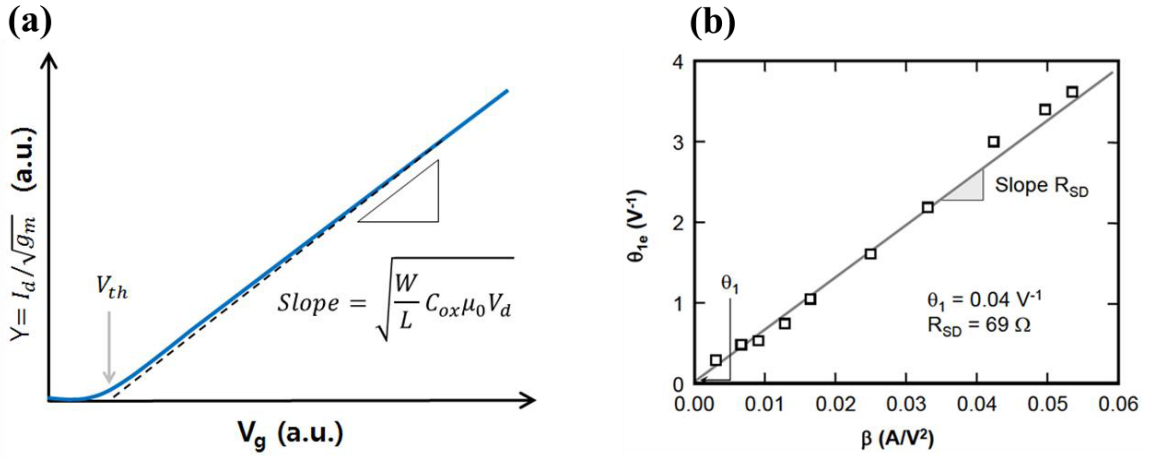 (a)
Y= I_d/√g_m (a.u.)
V_th
Slope = √(W/L C_ox μ_0 V_d)
V_g (a.u.)
(b)
4
3
2
1
0
θ_1e (V⁻¹)
Slope R_SD
θ_1
θ_1 = 0.04 V⁻¹
R_SD = 69 Ω
0.00 0.01 0.02 0.03 0.04 0.05 0.06
β (A/V²)